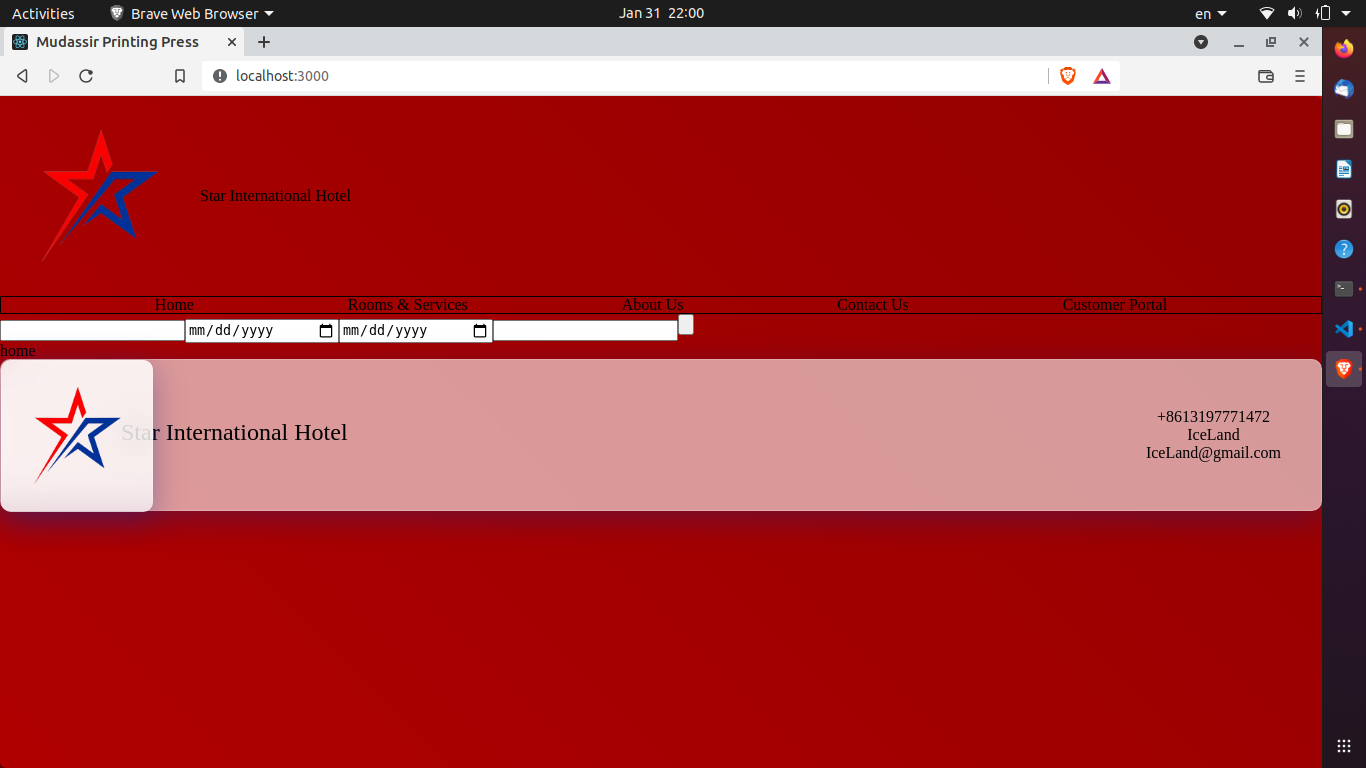 Activities Brave Web Browser Jan 31 22:00 en
Mudassir Printing Press
localhost:3000
Star International Hotel
Home Rooms & Services About Us Contact Us Customer Portal
mm/dd/yyyy mm/dd/yyyy
home
Star International Hotel
+8613197771472
IceLand
IceLand@gmail.com